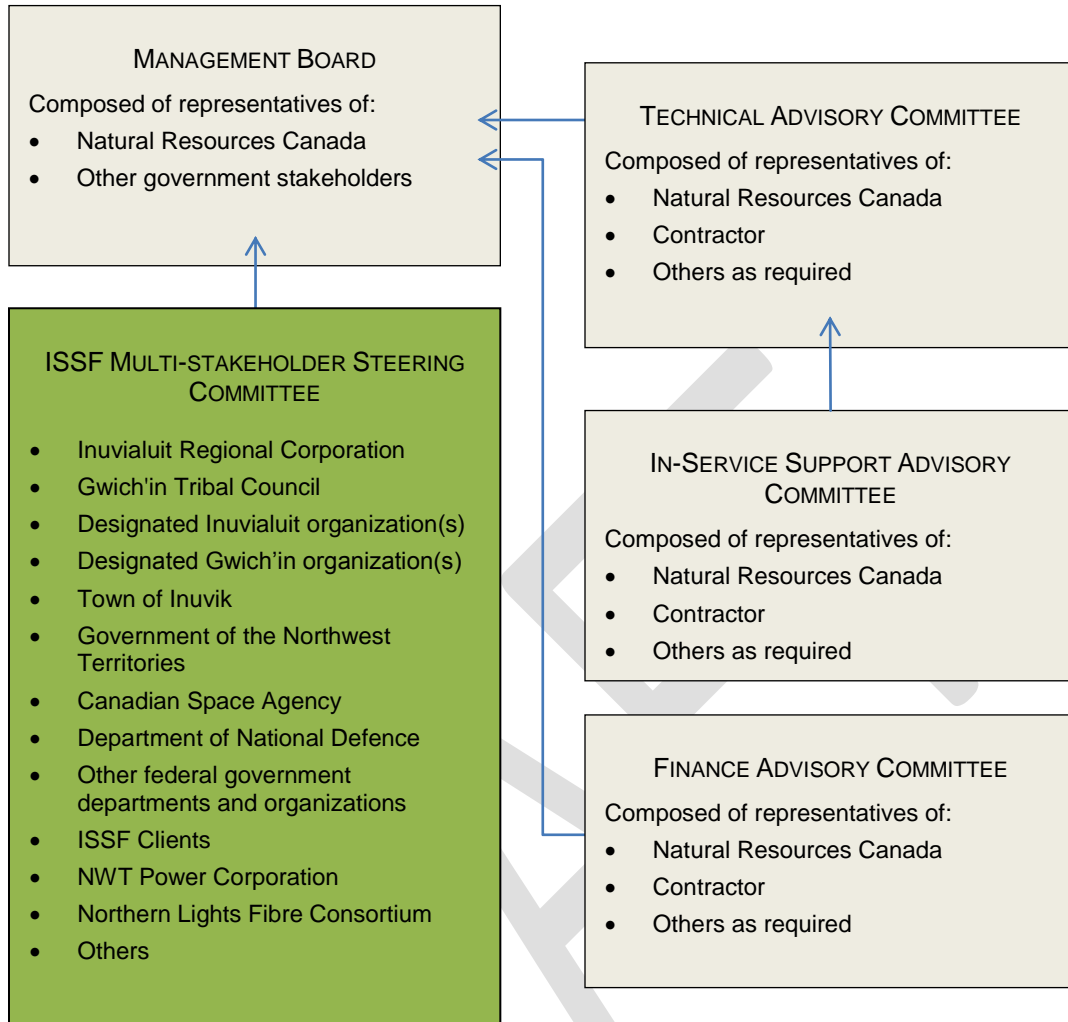 MANAGEMENT BOARD
Composed of representatives of:
• Natural Resources Canada
• Other government stakeholders
ISSF MULTI-STAKEHOLDER STEERING
COMMITTEE
• Inuvialuit Regional Corporation
• Gwich'in Tribal Council
• Designated Inuvialuit organization(s)
• Designated Gwich’in organization(s)
• Town of Inuvik
• Government of the Northwest
Territories
• Canadian Space Agency
• Department of National Defence
• Other federal government
departments and organizations
• ISSF Clients
• NWT Power Corporation
• Northern Lights Fibre Consortium
• Others
TECHNICAL ADVISORY COMMITTEE
Composed of representatives of:
• Natural Resources Canada
• Contractor
• Others as required
IN-SERVICE SUPPORT ADVISORY
COMMITTEE
Composed of representatives of:
• Natural Resources Canada
• Contractor
• Others as required
FINANCE ADVISORY COMMITTEE
Composed of representatives of:
• Natural Resources Canada
• Contractor
• Others as required